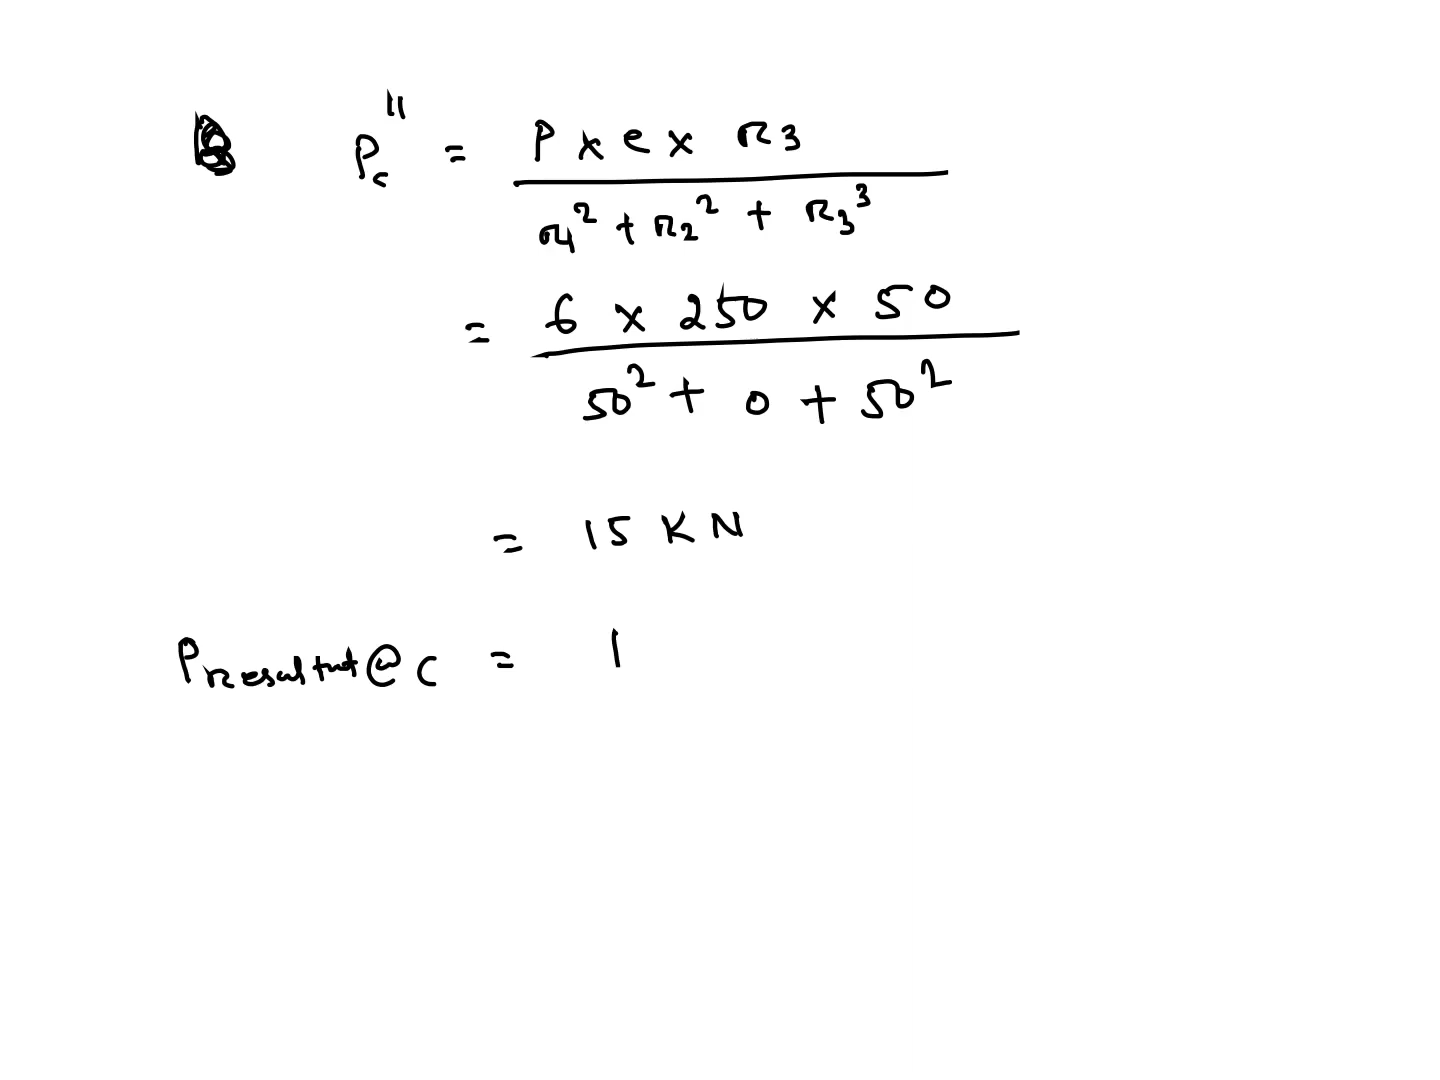 P_c'' = P x e x r3
r1^2 + r2^2 + r3^3
= 6 x 250 x 50
50^2 + 0 + 50^2
= 15 KN
P resultut@c = 1